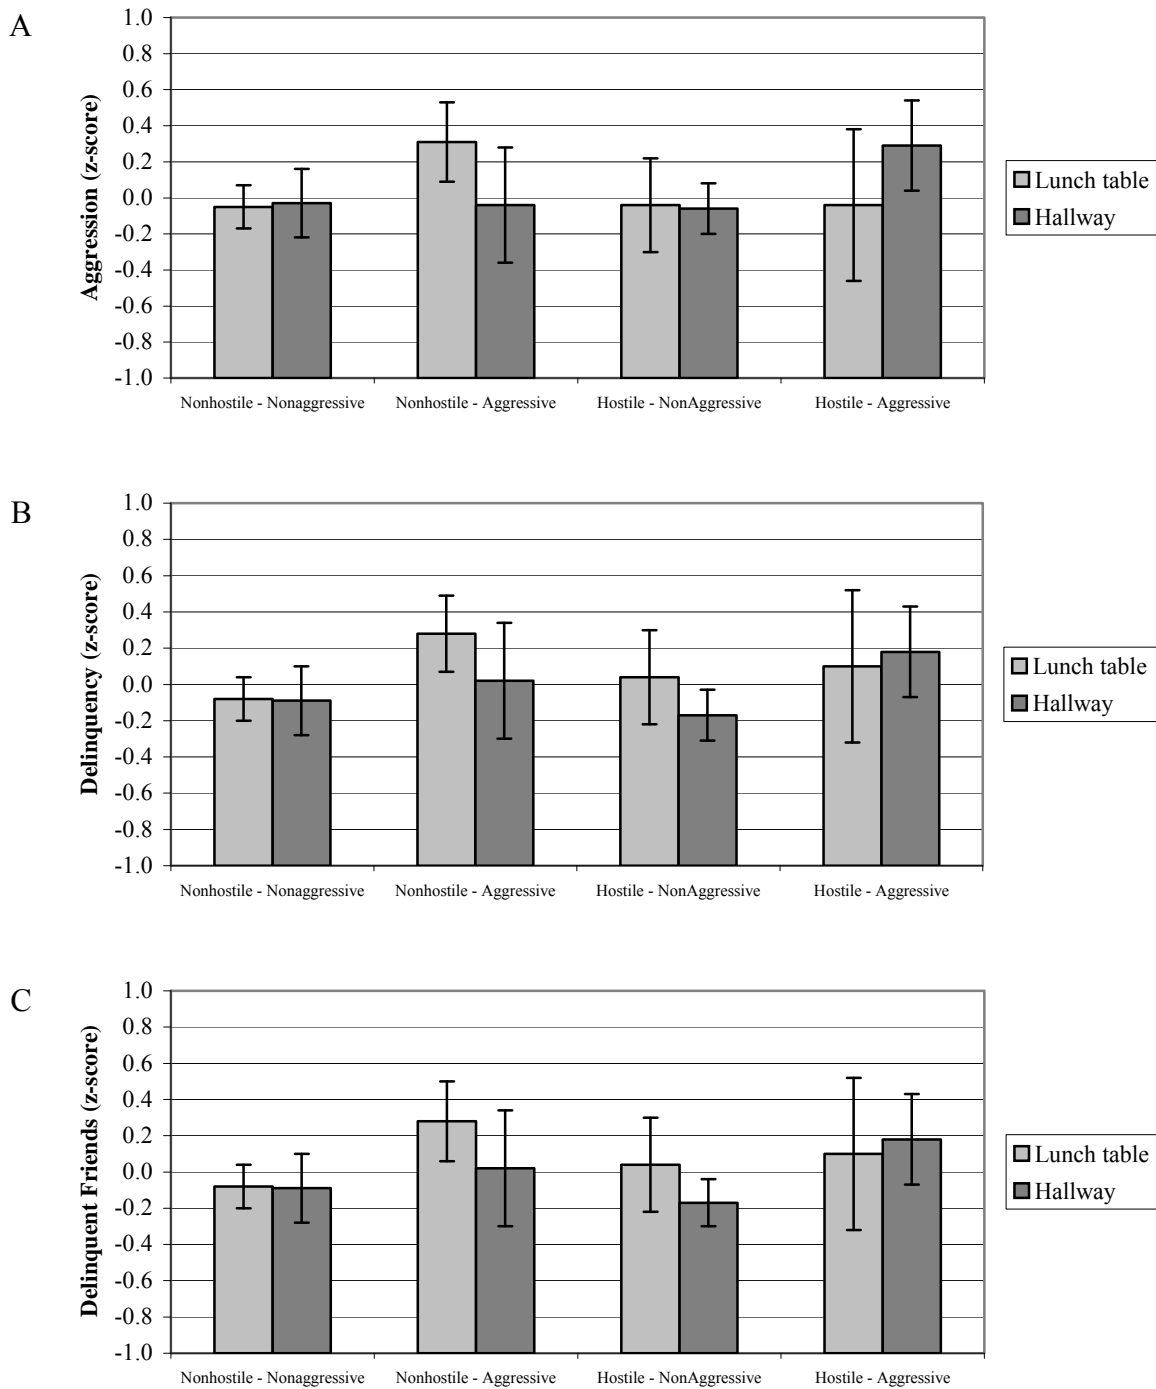 A
Aggression (z-score)
1.0
0.8
0.6
0.4
0.2
0.0
-0.2
-0.4
-0.6
-0.8
-1.0
Nonhostile - Nonaggressive Nonhostile - Aggressive Hostile - NonAggressive Hostile - Aggressive
Lunch table
Hallway
B
Delinquency (z-score)
1.0
0.8
0.6
0.4
0.2
0.0
-0.2
-0.4
-0.6
-0.8
-1.0
Nonhostile - Nonaggressive Nonhostile - Aggressive Hostile - NonAggressive Hostile - Aggressive
Lunch table
Hallway
C
Delinquent Friends (z-score)
1.0
0.8
0.6
0.4
0.2
0.0
-0.2
-0.4
-0.6
-0.8
-1.0
Nonhostile - Nonaggressive Nonhostile - Aggressive Hostile - NonAggressive Hostile - Aggressive
Lunch table
Hallway